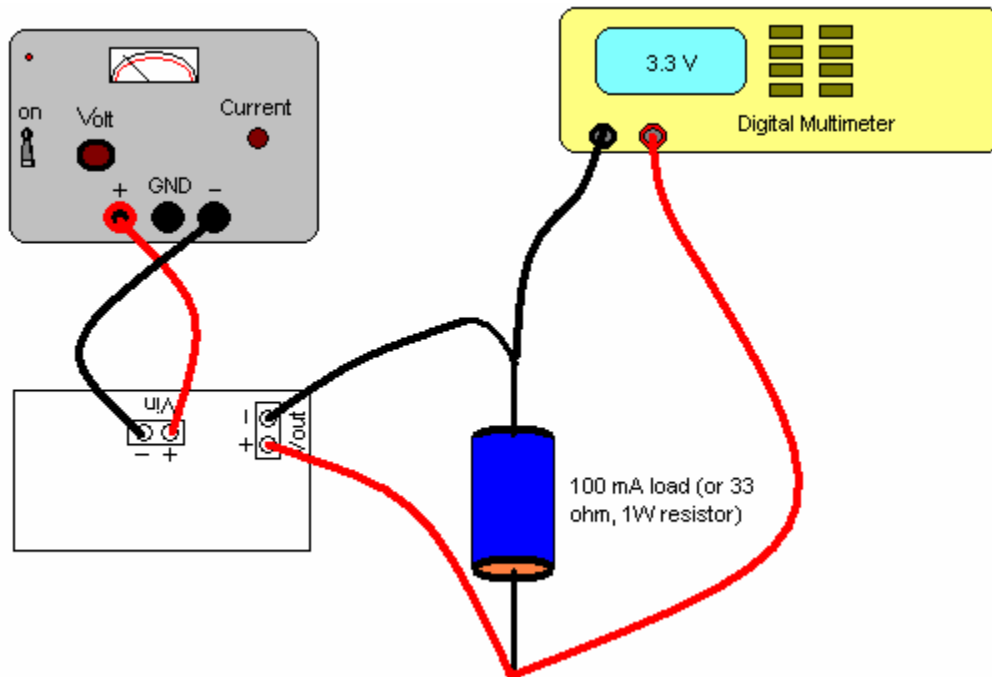 on
Volt
Current
+
GND
-
3.3 V
Digital Multimeter
Vin
- +
-
+
Vout
100 mA load (or 33
ohm, 1W resistor)